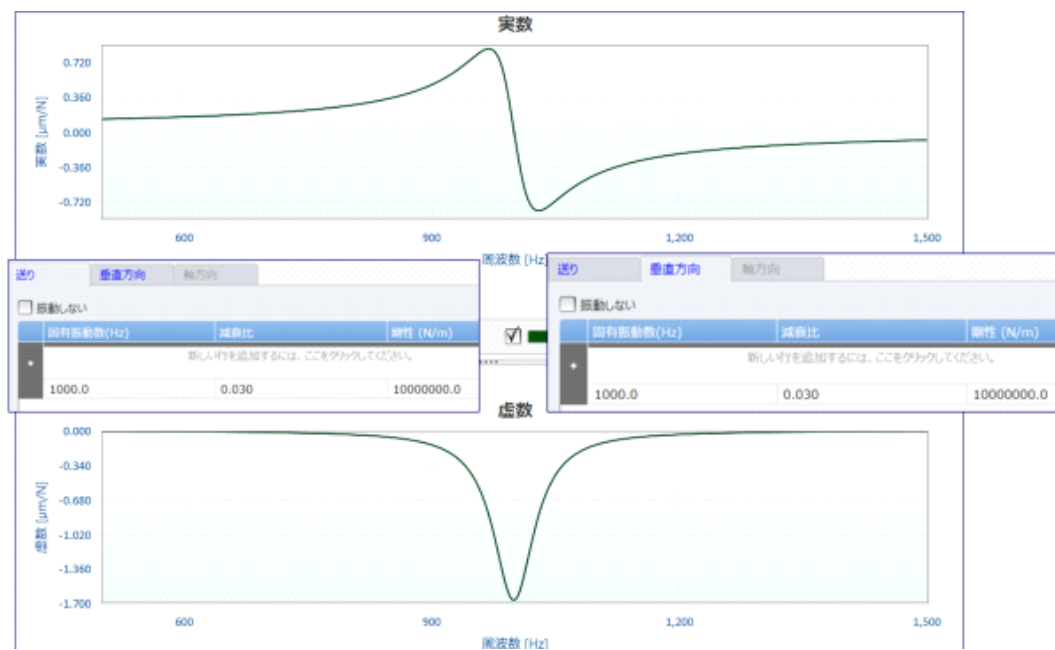 実数
0.720
0.360
0.000
-0.360
-0.720
実数 [μm/N]
600
900
1,200
1,500
周波数 [Hz]
送り
垂直方向
軸方向
振動しない
固有振動数(Hz)
減衰比
剛性 (N/m)
新しい行を追加するには、ここをクリックしてください。
1000.0
0.030
10000000.0
送り
垂直方向
軸方向
振動しない
固有振動数(Hz)
減衰比
剛性 (N/m)
新しい行を追加するには、ここをクリックしてください。
1000.0
0.030
10000000.0
虚数
0.000
-0.340
-0.680
-1.020
-1.360
-1.700
虚数 [μm/N]
600
900
1,200
1,500
周波数 [Hz]